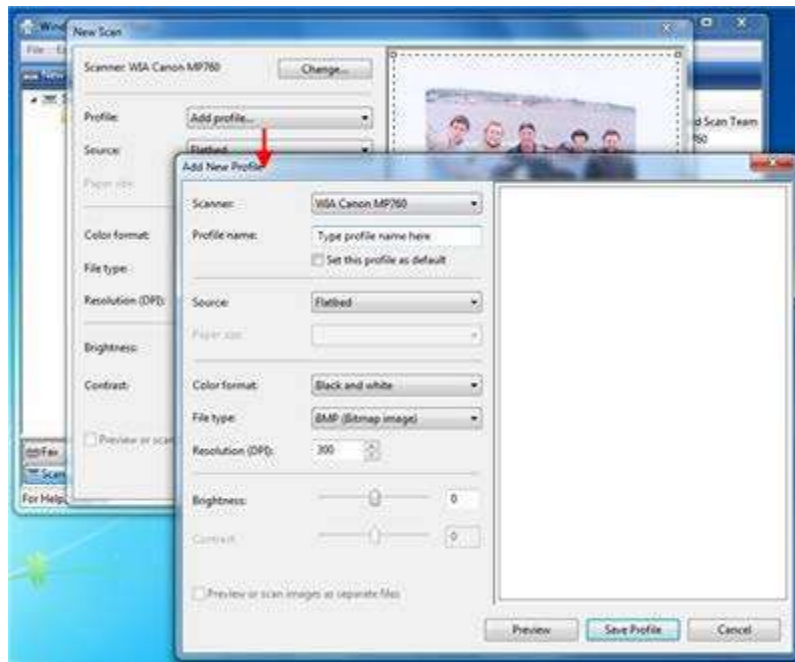 New Scan
File
Scanner: WIA Canon MP760
Change...
Profile:
Add profile...
Source:
Flatbed
Paper size:
Color format:
File type:
Resolution (DPI):
Brightness:
Contrast:
Preview or scan
d Scan Team
760
Fax
Scan
For Help,
Add New Profile
Scanner:
WIA Canon MP760
Profile name:
Type profile name here
Set this profile as default
Source:
Flatbed
Paper size:
Color format:
Black and white
File type:
BMP (Bitmap image)
Resolution (DPI):
300
Brightness:
0
Contrast:
0
Preview or scan images as separate files
Preview
Save Profile
Cancel